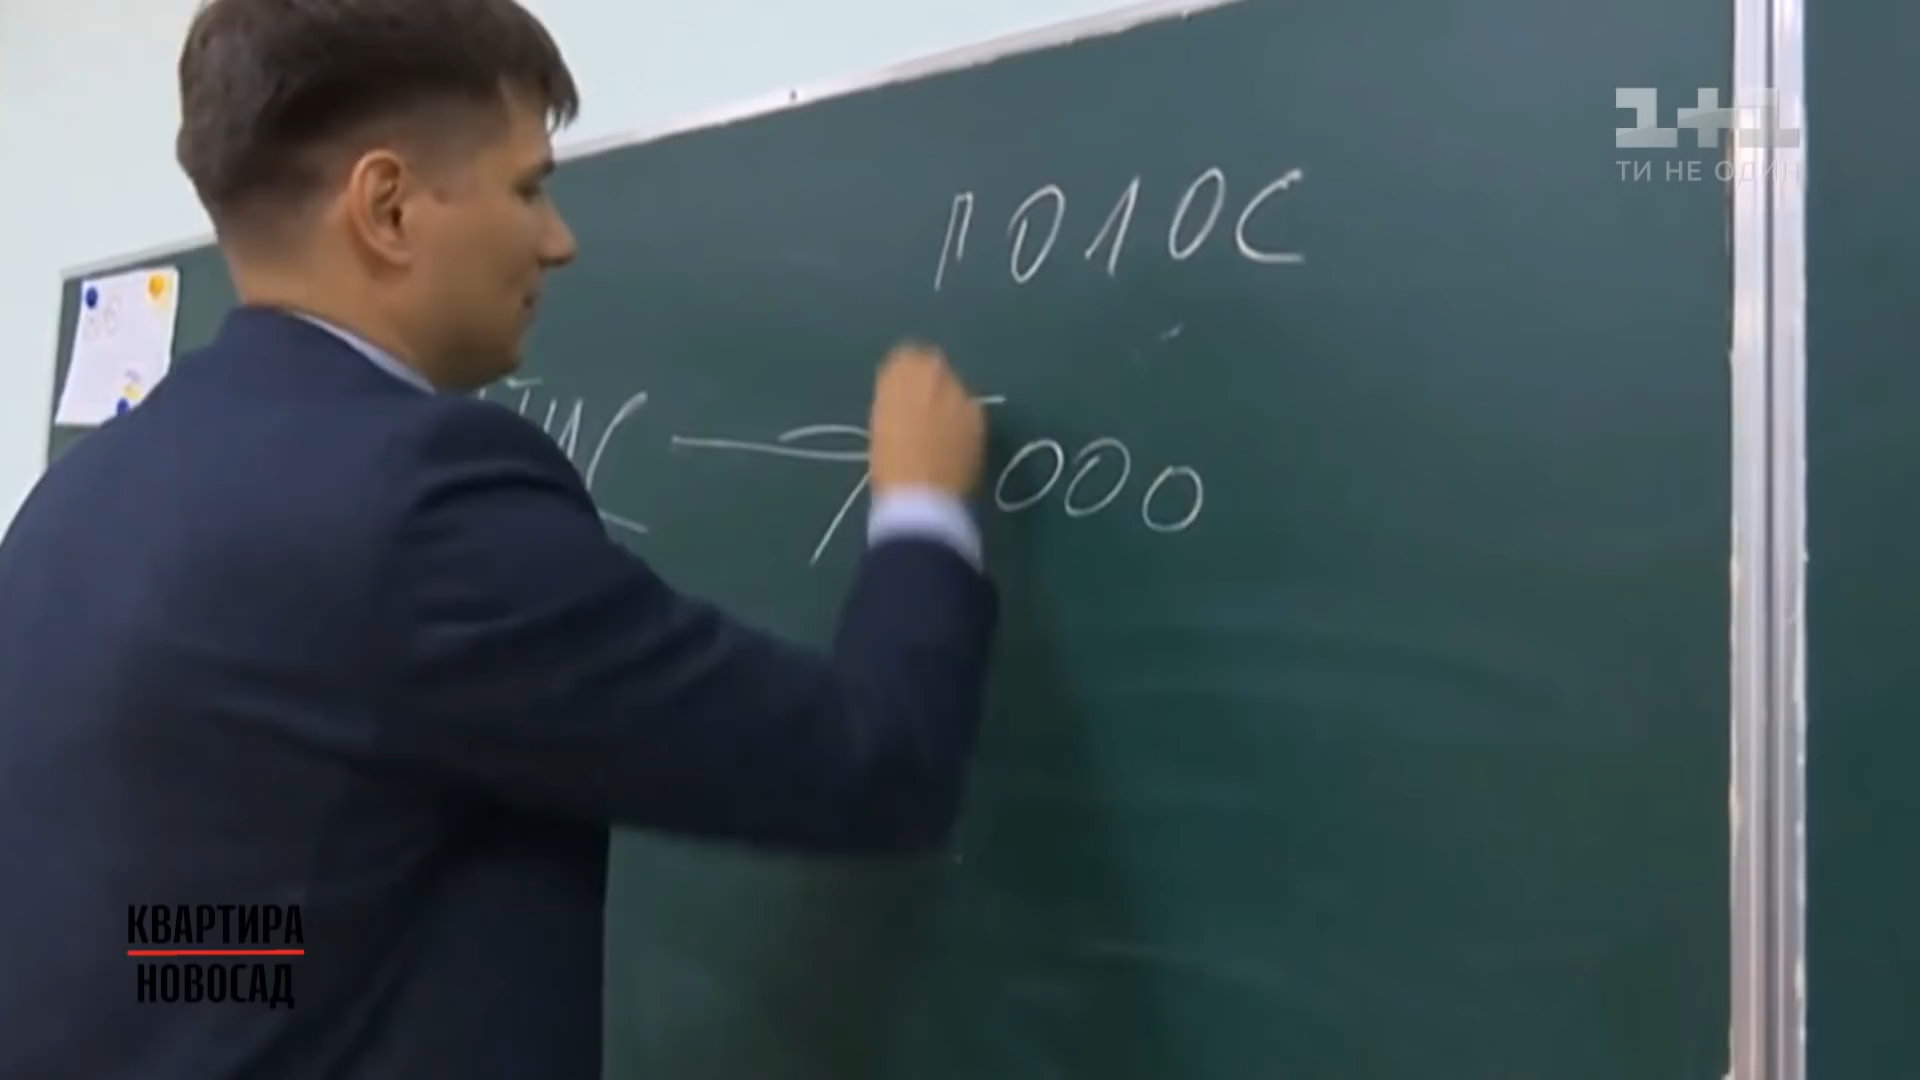 1+1
ТИ НЕ ОДИН
ПОЛОС
000
КВАРТИРА
НОВОСАД